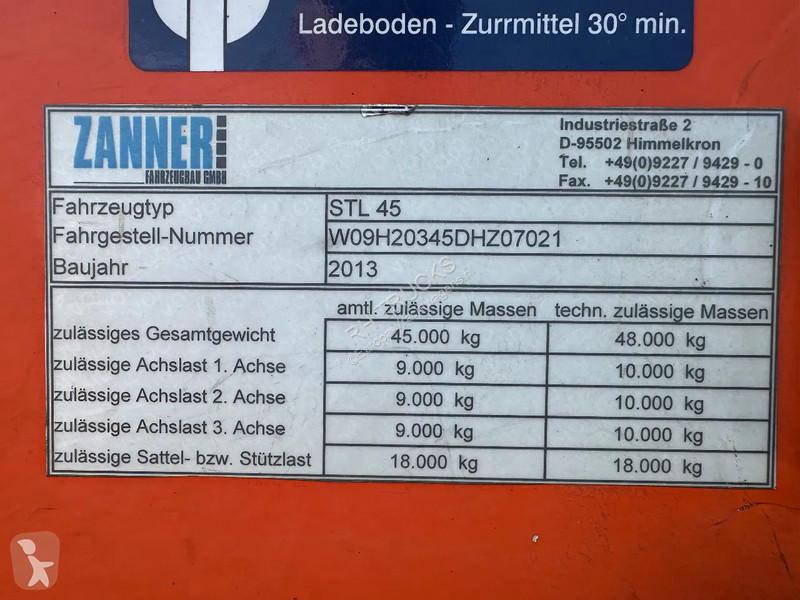 Ladeboden - Zurrmittel 30° min.
ZANNER
FAHRZEUGBAU GMBH
Industriestraße 2
D-95502 Himmelkron
Tel. +49(0)9227 / 9429 - 0
Fax. +49(0)9227 / 9429 - 10
Fahrzeugtyp STL 45
Fahrgestell-Nummer W09H20345DHZ07021
Baujahr 2013
amtl. zulässige Massen techn. zulässige Massen
zulässiges Gesamtgewicht 45.000 kg 48.000 kg
zulässige Achslast 1. Achse 9.000 kg 10.000 kg
zulässige Achslast 2. Achse 9.000 kg 10.000 kg
zulässige Achslast 3. Achse 9.000 kg 10.000 kg
zulässige Sattel- bzw. Stützlast 18.000 kg 18.000 kg